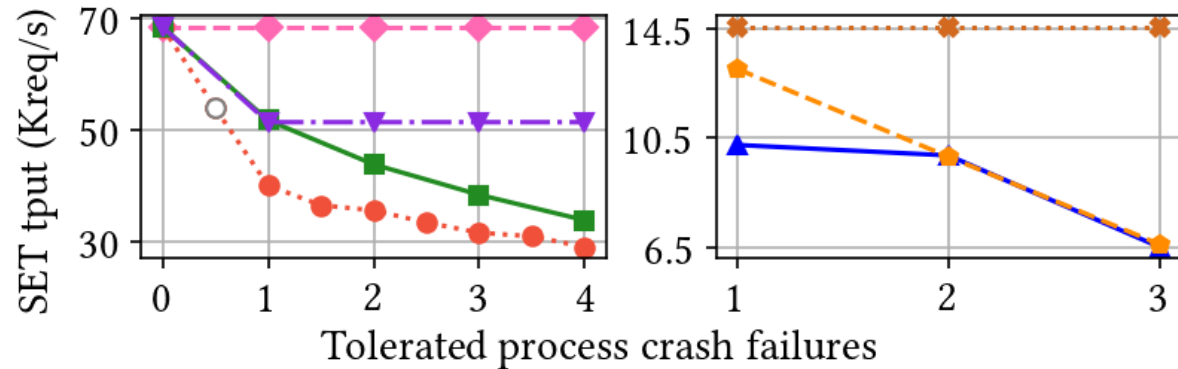 SET tput (Kreq/s)
70
50
30
0 1 2 3 4
14.5
10.5
6.5
1 2 3
Tolerated process crash failures